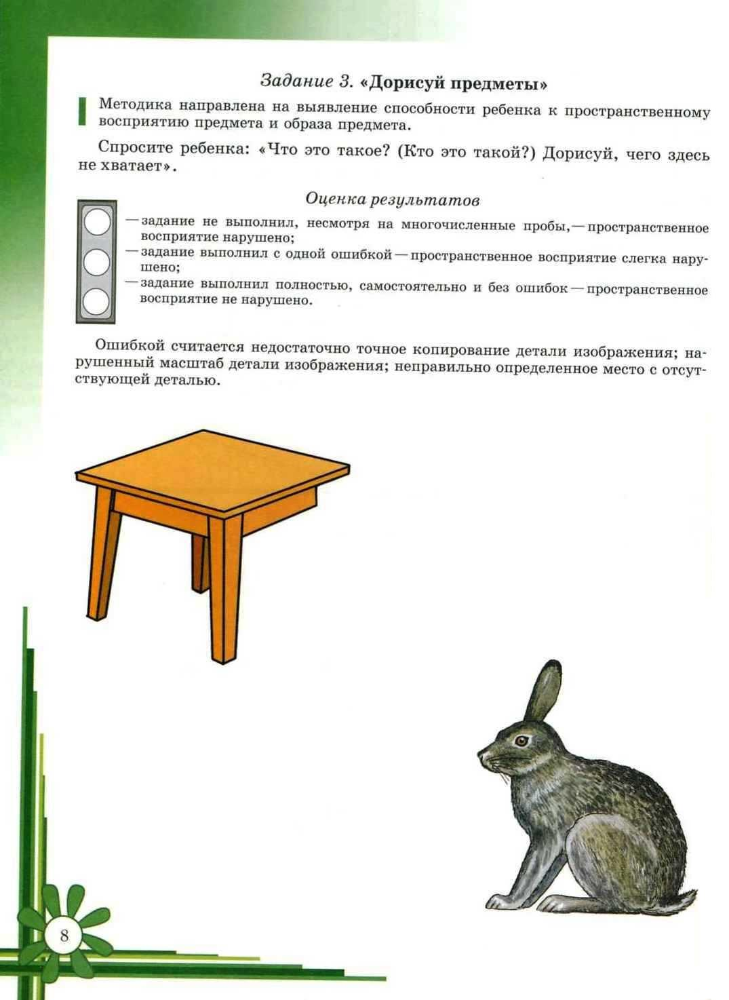 Задание 3. «Дорисуй предметы»
Методика направлена на выявление способности ребенка к пространственному
восприятию предмета и образа предмета.
Спросите ребенка: «Что это такое? (Кто это такой?) Дорисуй, чего здесь
не хватает».
Оценка результатов
—задание не выполнил, несмотря на многочисленные пробы,—пространственное
восприятие нарушено;
—задание выполнил с одной ошибкой—пространственное восприятие слегка нару-
шено;
—задание выполнил полностью, самостоятельно и без ошибок—пространственное
восприятие не нарушено.
Ошибкой считается недостаточно точное копирование детали изображения; на-
рушенный масштаб детали изображения; неправильно определенное место с отсут-
ствующей деталью.
8